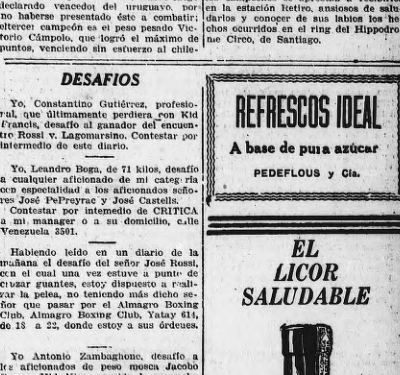 declarado vencedor del uruguayo, por
no haberse presentado éste a combatir;
eltercer campeón es el peso pesado Vic-
torio Cámpolo, que logró el máximo de
puntos, venciendo sin esfuerzo al chile-
DESAFIOS
Yo, Constantino Gutiérrez, profesio-
ral, que últimamente perdiera con Kid
Francis, desafío al ganador del encuen-
tro Rossi v. Lagomarsino. Contestar por
intermedio de este diario.
Yo, Leandro Boga, de 71 kilos, desafío
a cualquier aficionado de mi categría
con especialidad a los aficionados seño-
res José PePreyrac y José Castells.
Contestar por intemedio de CRITICA
a mi manager o a su domicilio, calle
Venezuela 3501.
Habiendo leído en un diario de la
mañana el desafío del señor José Rossi,
con el cual una vez estuve a punto de
cruzar guantes, estoy dispuesto a reali-
zar la pelea, no teniendo más dicho se-
ñor que pasar por el Almagro Boxing
Club, Almagro Boxing Club, Yatay 614,
de 18 a 22, donde estoy a sus órdenes.
Yo Antonio Zambaghone, desafío a
los aficionados de peso mosca Jacobo
en la estación Retiro, ansiosos de salu-
darlos y conocer de sus labios los he
chos ocurridos en el ring del Hippodro
me Circo, de Santiago.
REFRESCOS IDEAL
A base de pura azúcar
PEDEFLOUS y Cía.
EL
LICOR
SALUDABLE